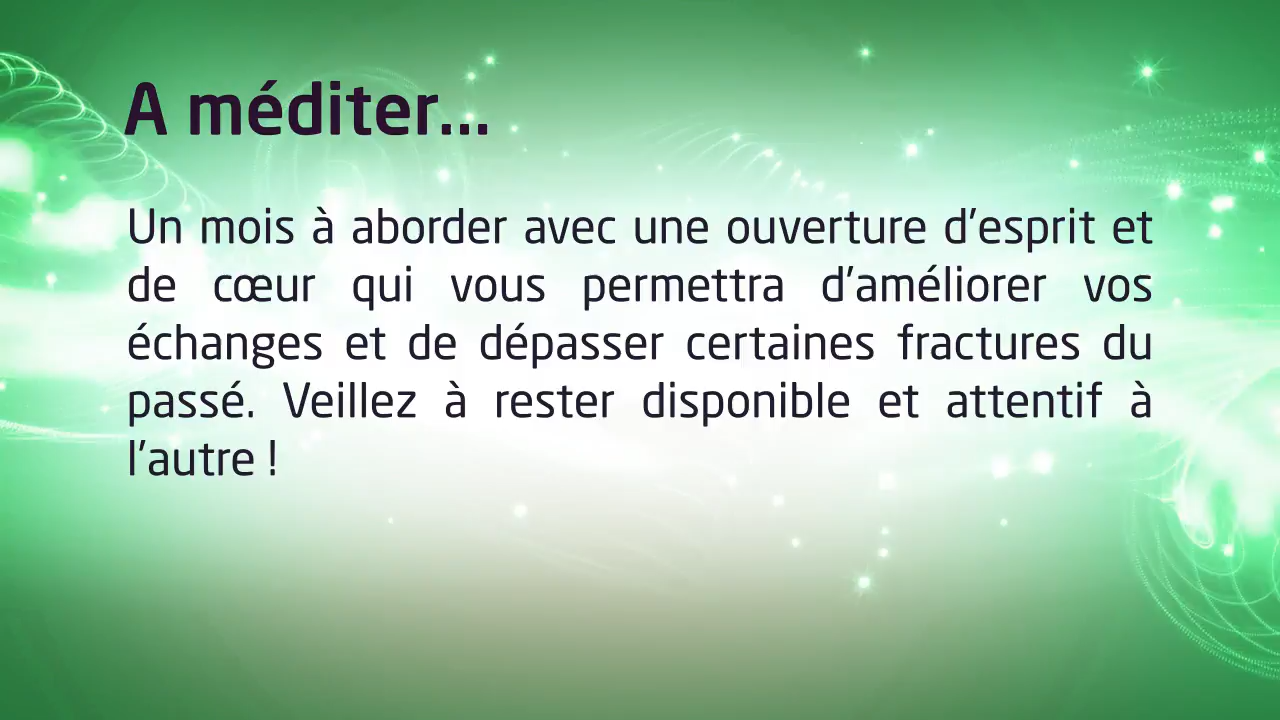 A méditer...
Un mois à aborder avec une ouverture d’esprit et
de cœur qui vous permettra d’améliorer vos
échanges et de dépasser certaines fractures du
passé. Veillez à rester disponible et attentif à
l’autre !